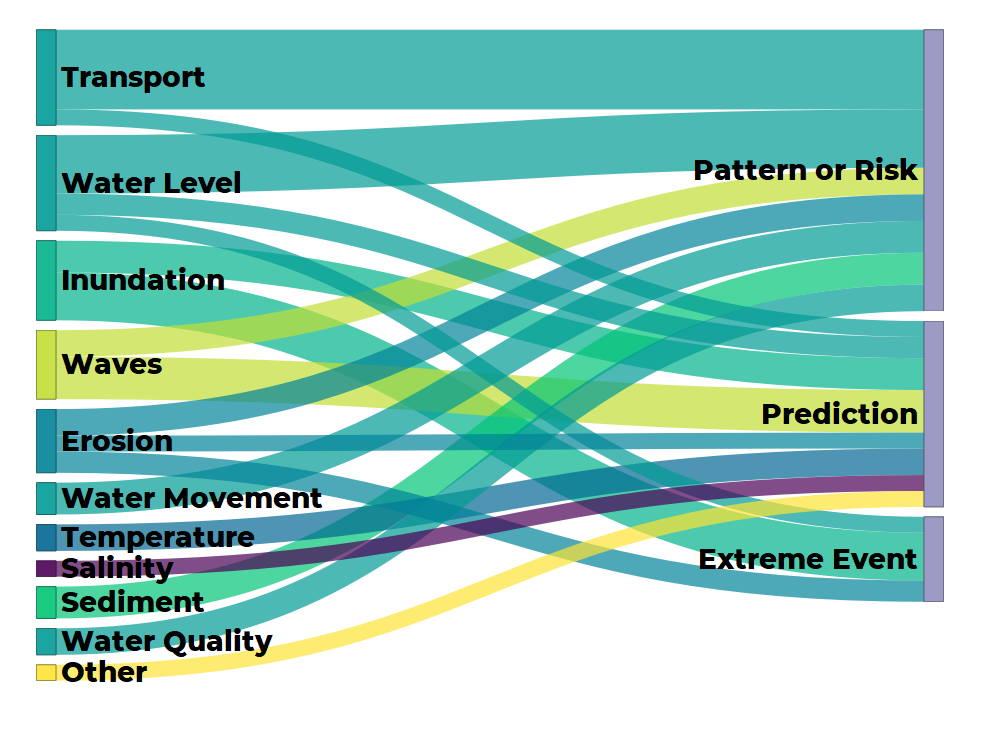 Transport
Water Level
Inundation
Waves
Erosion
Water Movement
Temperature
Salinity
Sediment
Water Quality
Other
Pattern or Risk
Prediction
Extreme Event